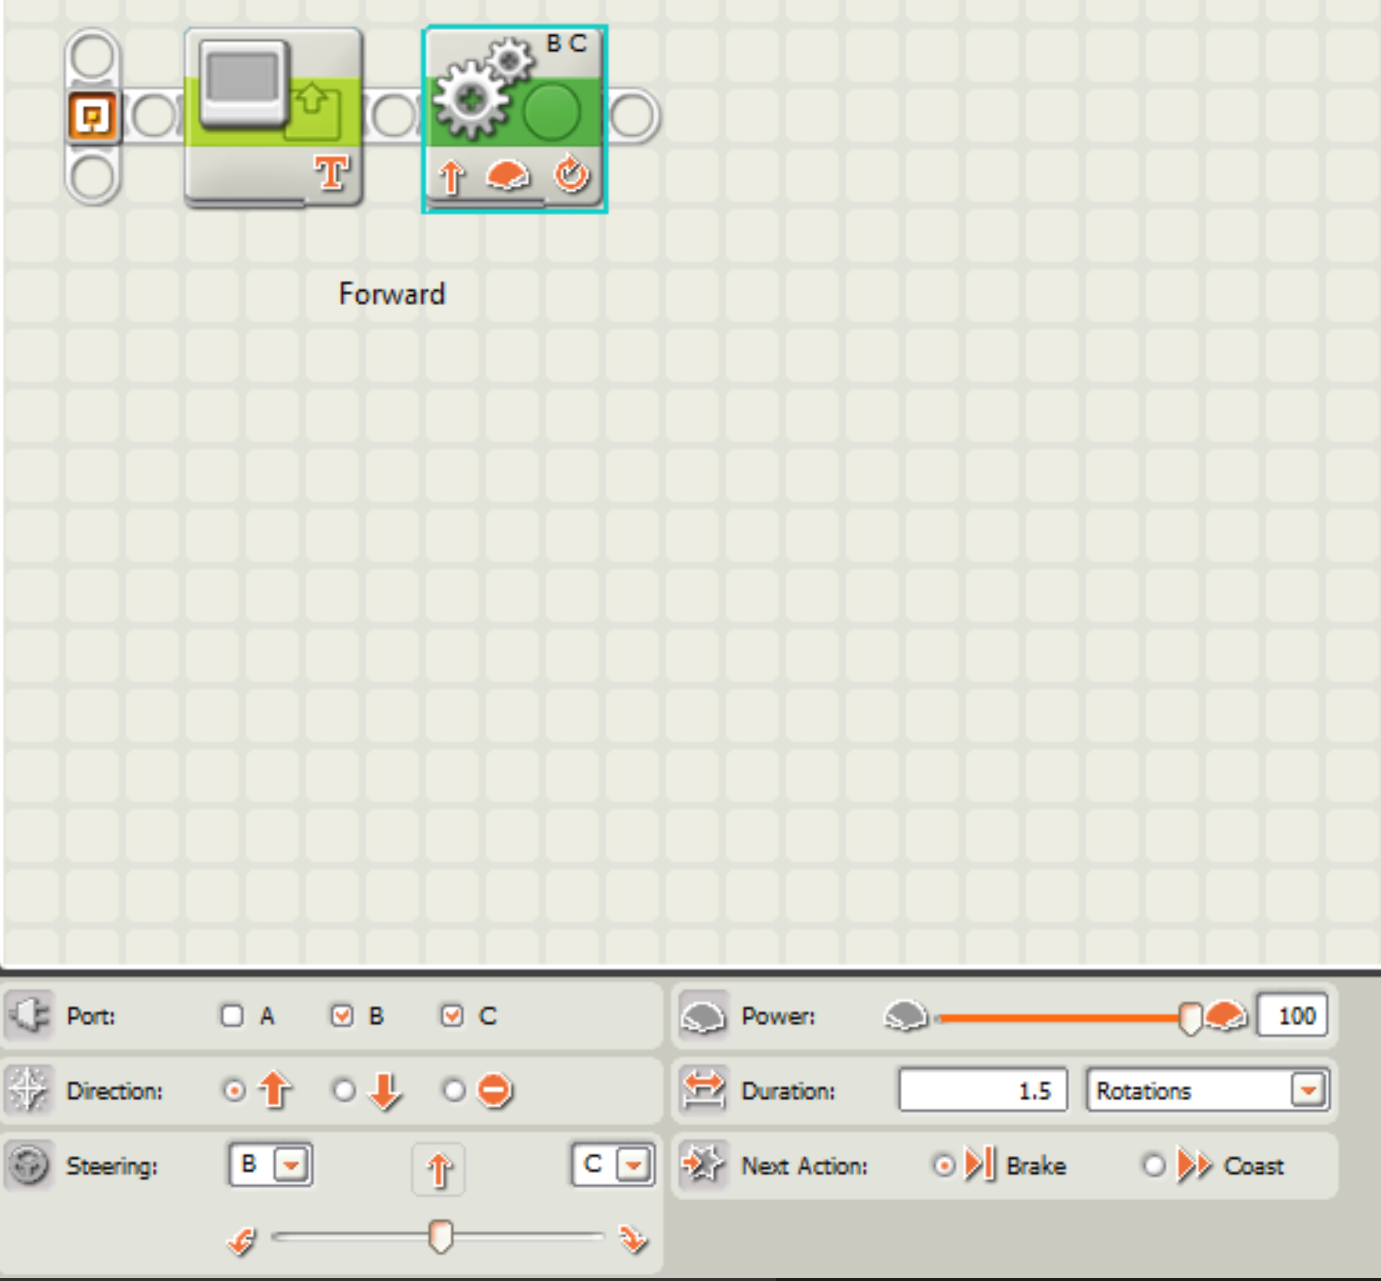 B C
T
Forward
Port: A B C
Power: 100
Direction:
Duration: 1.5 Rotations
Steering: B C
Next Action: Brake Coast